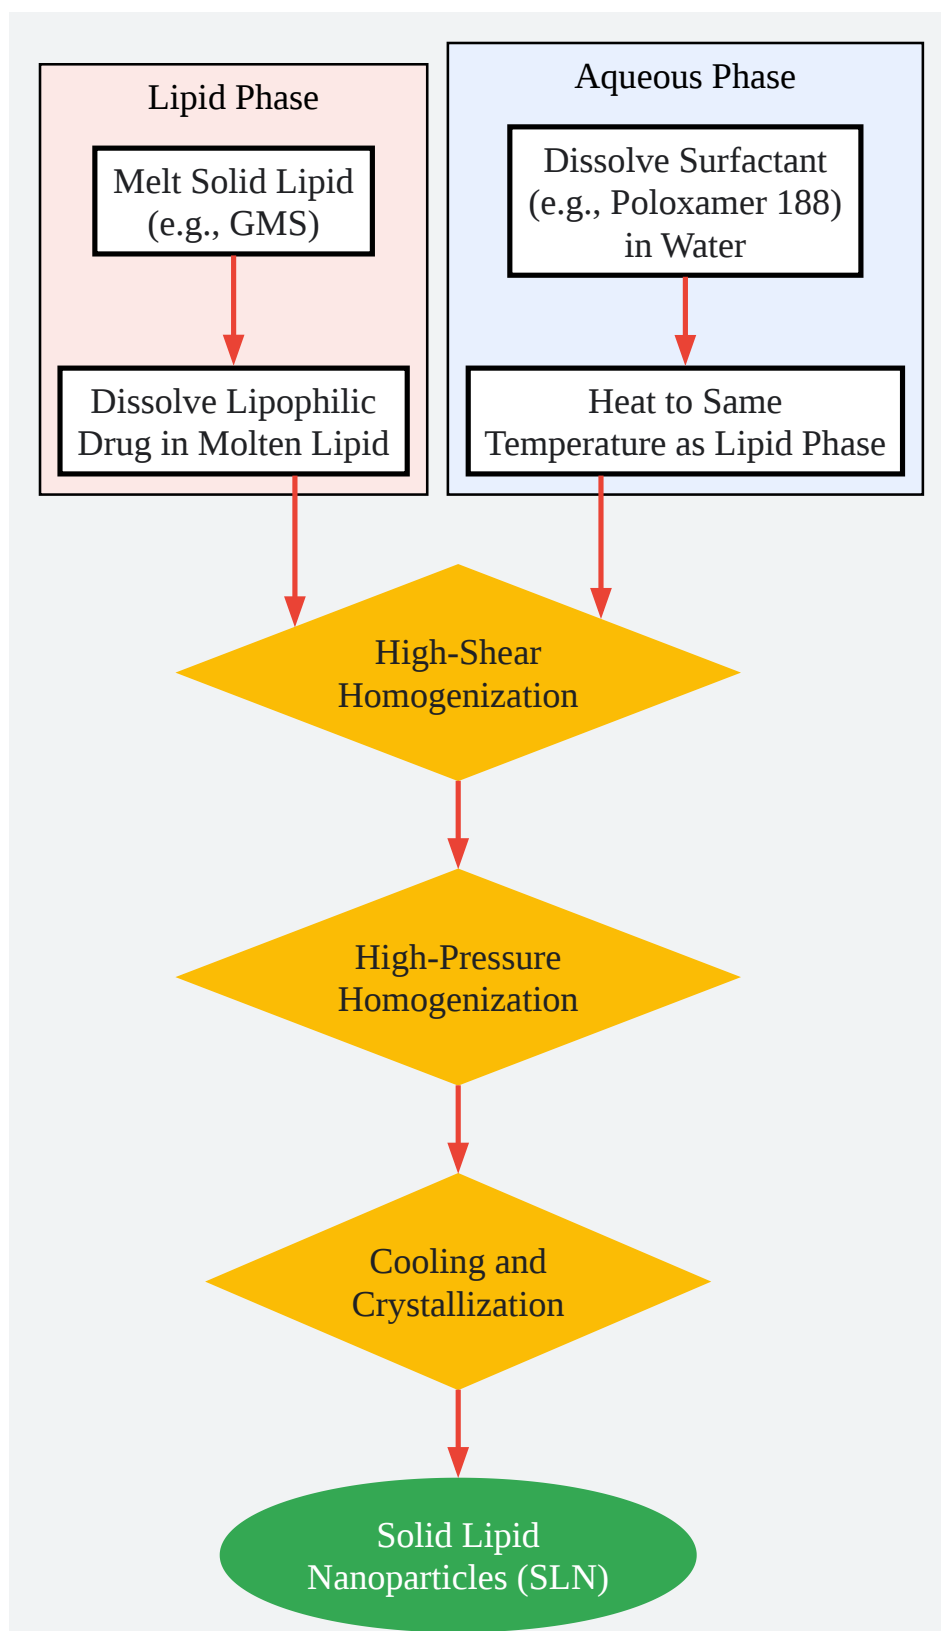 Lipid Phase
Melt Solid Lipid
(e.g., GMS)
Dissolve Lipophilic
Drug in Molten Lipid
Aqueous Phase
Dissolve Surfactant
(e.g., Poloxamer 188)
in Water
Heat to Same
Temperature as Lipid Phase
High-Shear
Homogenization
High-Pressure
Homogenization
Cooling and
Crystallization
Solid Lipid
Nanoparticles (SLN)